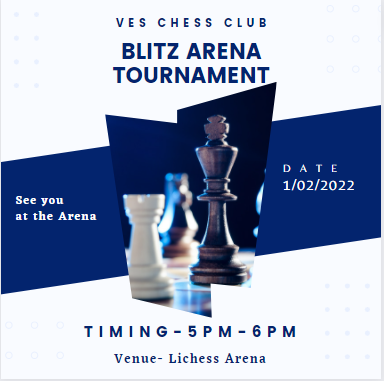 VES CHESS CLUB
BLITZ ARENA
TOURNAMENT
DATE
1/02/2022
See you
at the Arena
TIMING-5PM-6PM
Venue- Lichess Arena